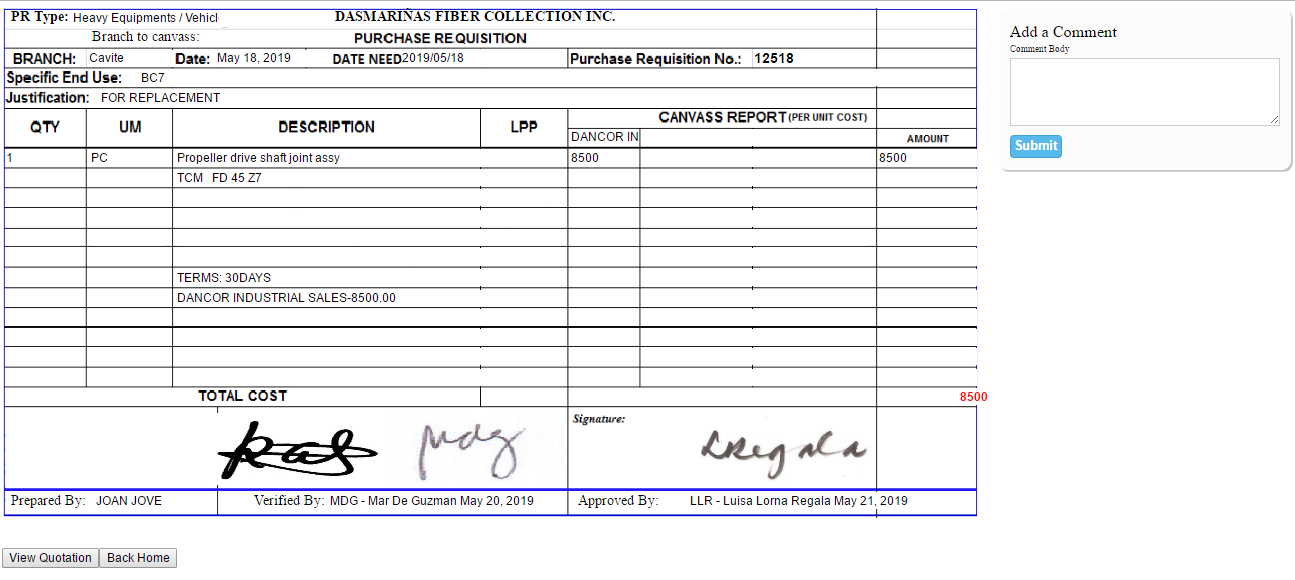 PR Type: Heavy Equipments / Vehicl DASMARIÑAS FIBER COLLECTION INC.
Branch to canvass: PURCHASE REQUISITION
BRANCH: Cavite Date: May 18, 2019 DATE NEED 2019/05/18 Purchase Requisition No.: 12518
Specific End Use: BC7
Justification: FOR REPLACEMENT
QTY UM DESCRIPTION LPP CANVASS REPORT (PER UNIT COST)
DANCOR IN AMOUNT
1 PC Propeller drive shaft joint assy 8500 8500
TCM FD 45 Z7
TERMS: 30DAYS
DANCOR INDUSTRIAL SALES-8500.00
TOTAL COST 8500
Signature:
Mdg LRegala
Prepared By: JOAN JOVE Verified By: MDG - Mar De Guzman May 20, 2019 Approved By: LLR - Luisa Lorna Regala May 21, 2019
View Quotation Back Home
Add a Comment
Comment Body
Submit